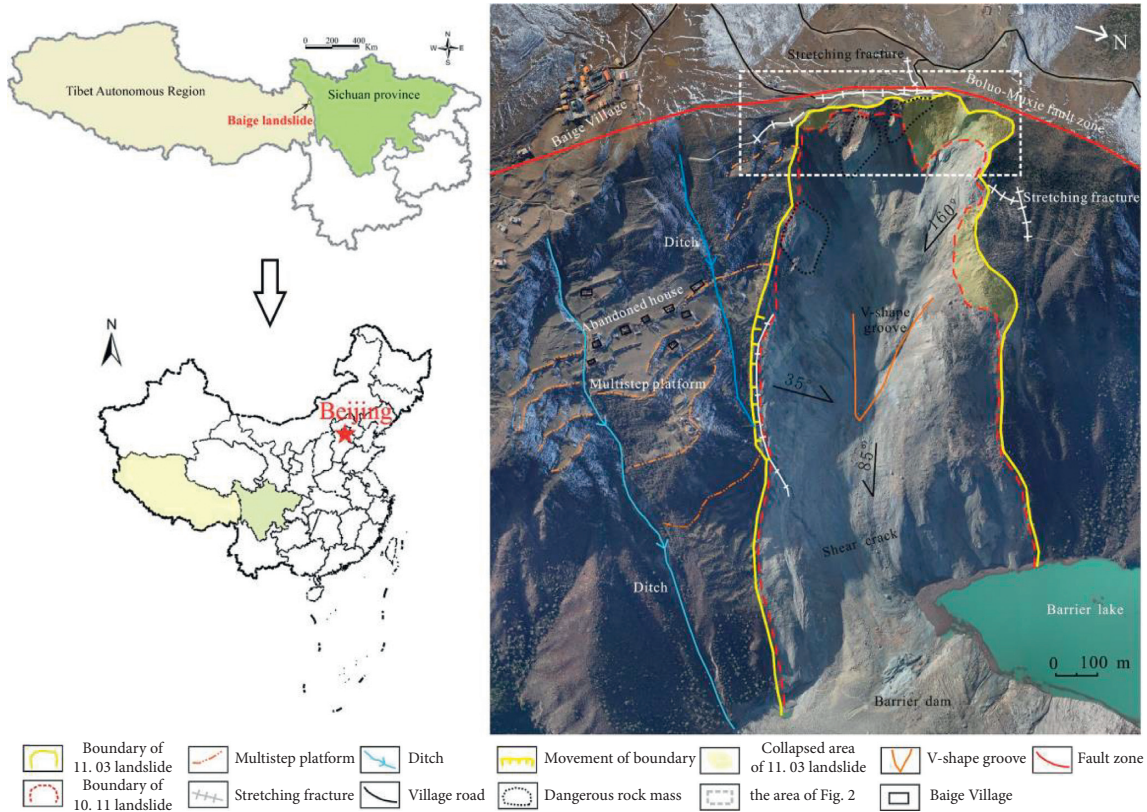 0 200 400
Km
N
W E
S
Tibet Autonomous Region
Sichuan province
Baige landslide
N
Beijing
N
Stretching fracture
Boluo-Muxie fault zone
Baige Village
Stretching fracture
160°
Ditch
Abandoned house
V-shape
groove
Multistep platform
35°
85°
Shear crack
Ditch
Barrier lake
0 100 m
Barrier dam
Boundary of
11. 03 landslide
Multistep platform
Ditch
Movement of boundary
Collapsed area
of 11. 03 landslide
V-shape groove
Fault zone
Boundary of
10. 11 landslide
Stretching fracture
Village road
Dangerous rock mass
the area of Fig. 2
Baige Village